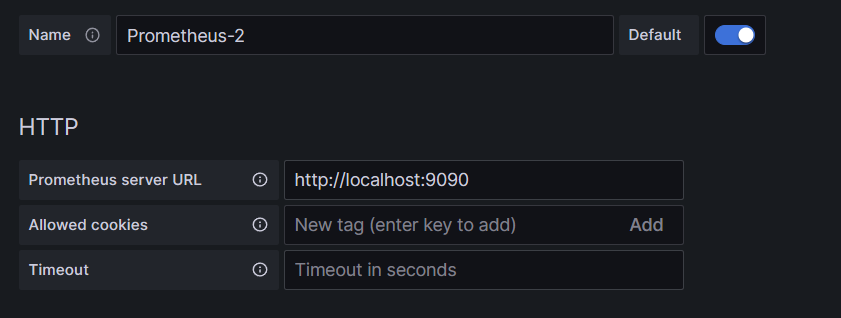 Name Prometheus-2 Default
HTTP
Prometheus server URL http://localhost:9090
Allowed cookies New tag (enter key to add) Add
Timeout Timeout in seconds